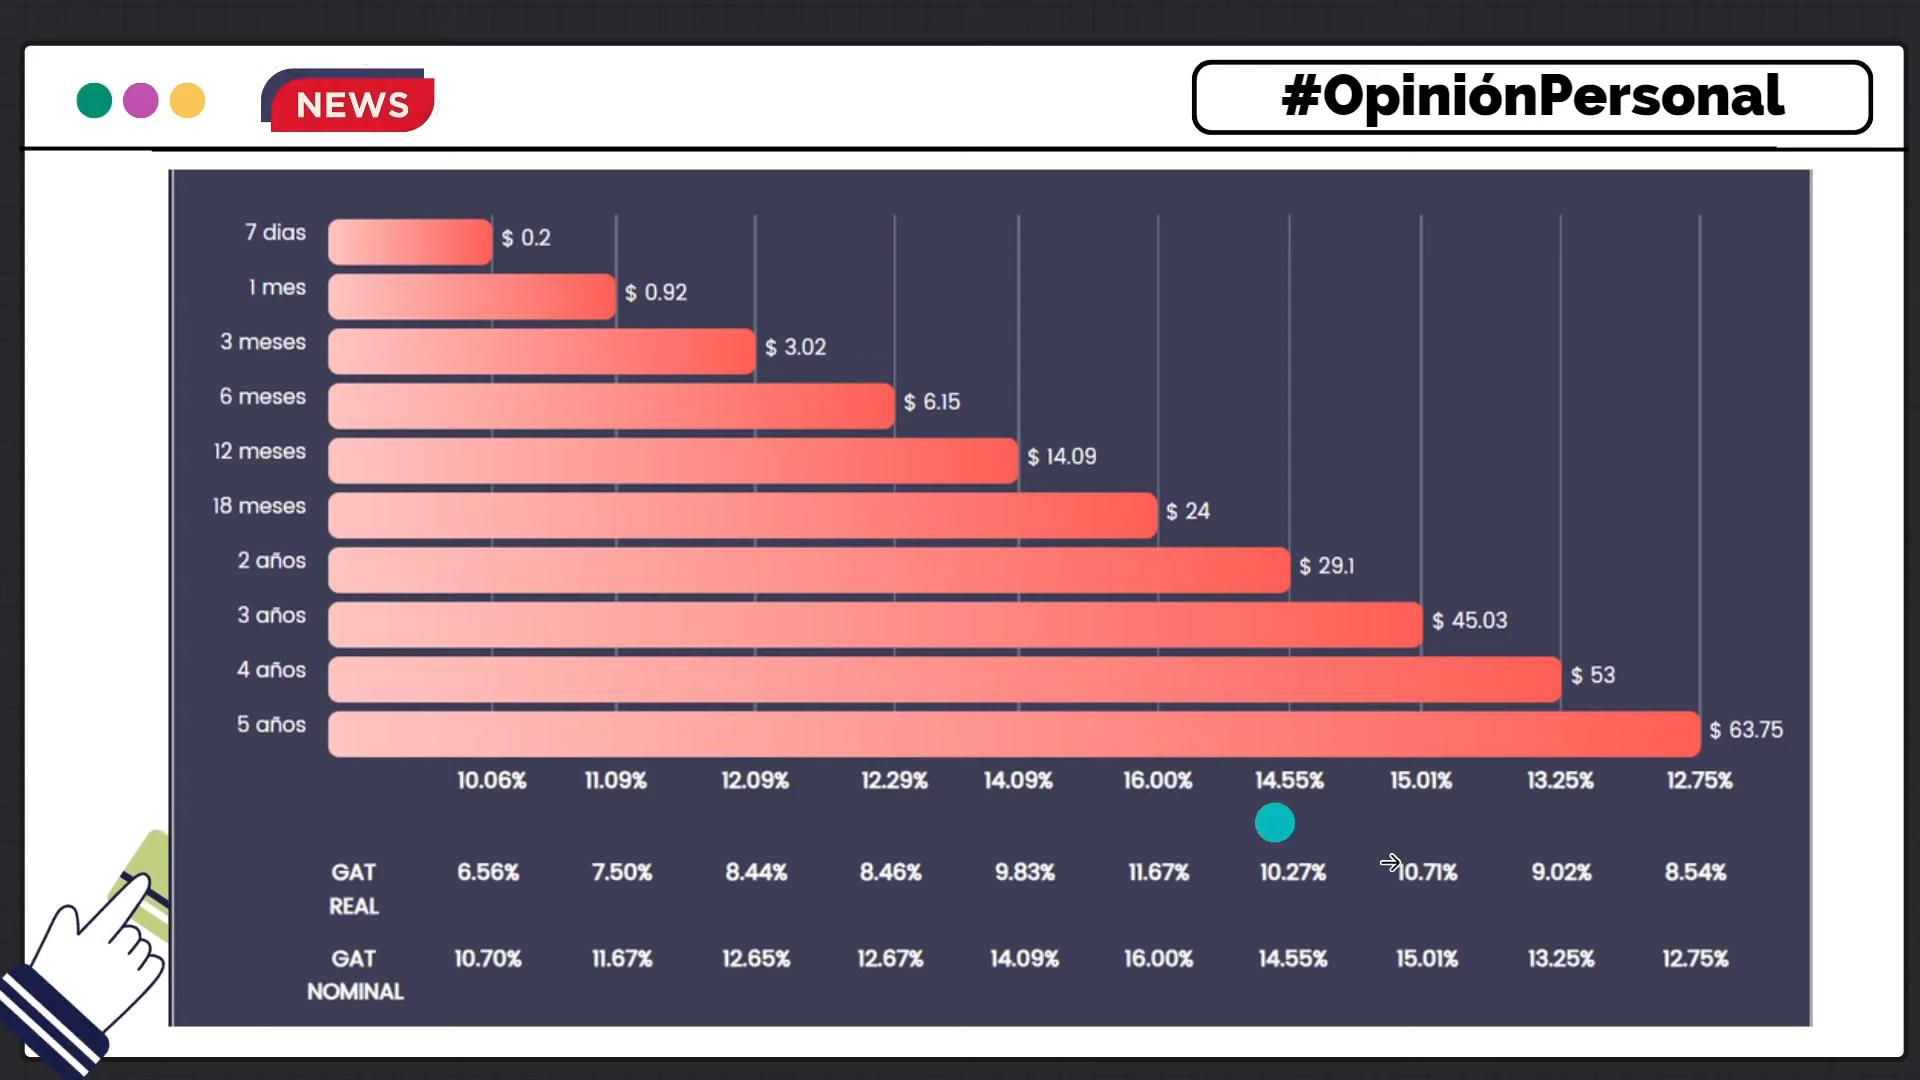 NEWS
#OpiniónPersonal
7 dias $ 0.2
1 mes $ 0.92
3 meses $ 3.02
6 meses $ 6.15
12 meses $ 14.09
18 meses $ 24
2 años $ 29.1
3 años $ 45.03
4 años $ 53
5 años $ 63.75
10.06% 11.09% 12.09% 12.29% 14.09% 16.00% 14.55% 15.01% 13.25% 12.75%
GAT 6.56% 7.50% 8.44% 8.46% 9.83% 11.67% 10.27% 10.71% 9.02% 8.54%
REAL
GAT 10.70% 11.67% 12.65% 12.67% 14.09% 16.00% 14.55% 15.01% 13.25% 12.75%
NOMINAL